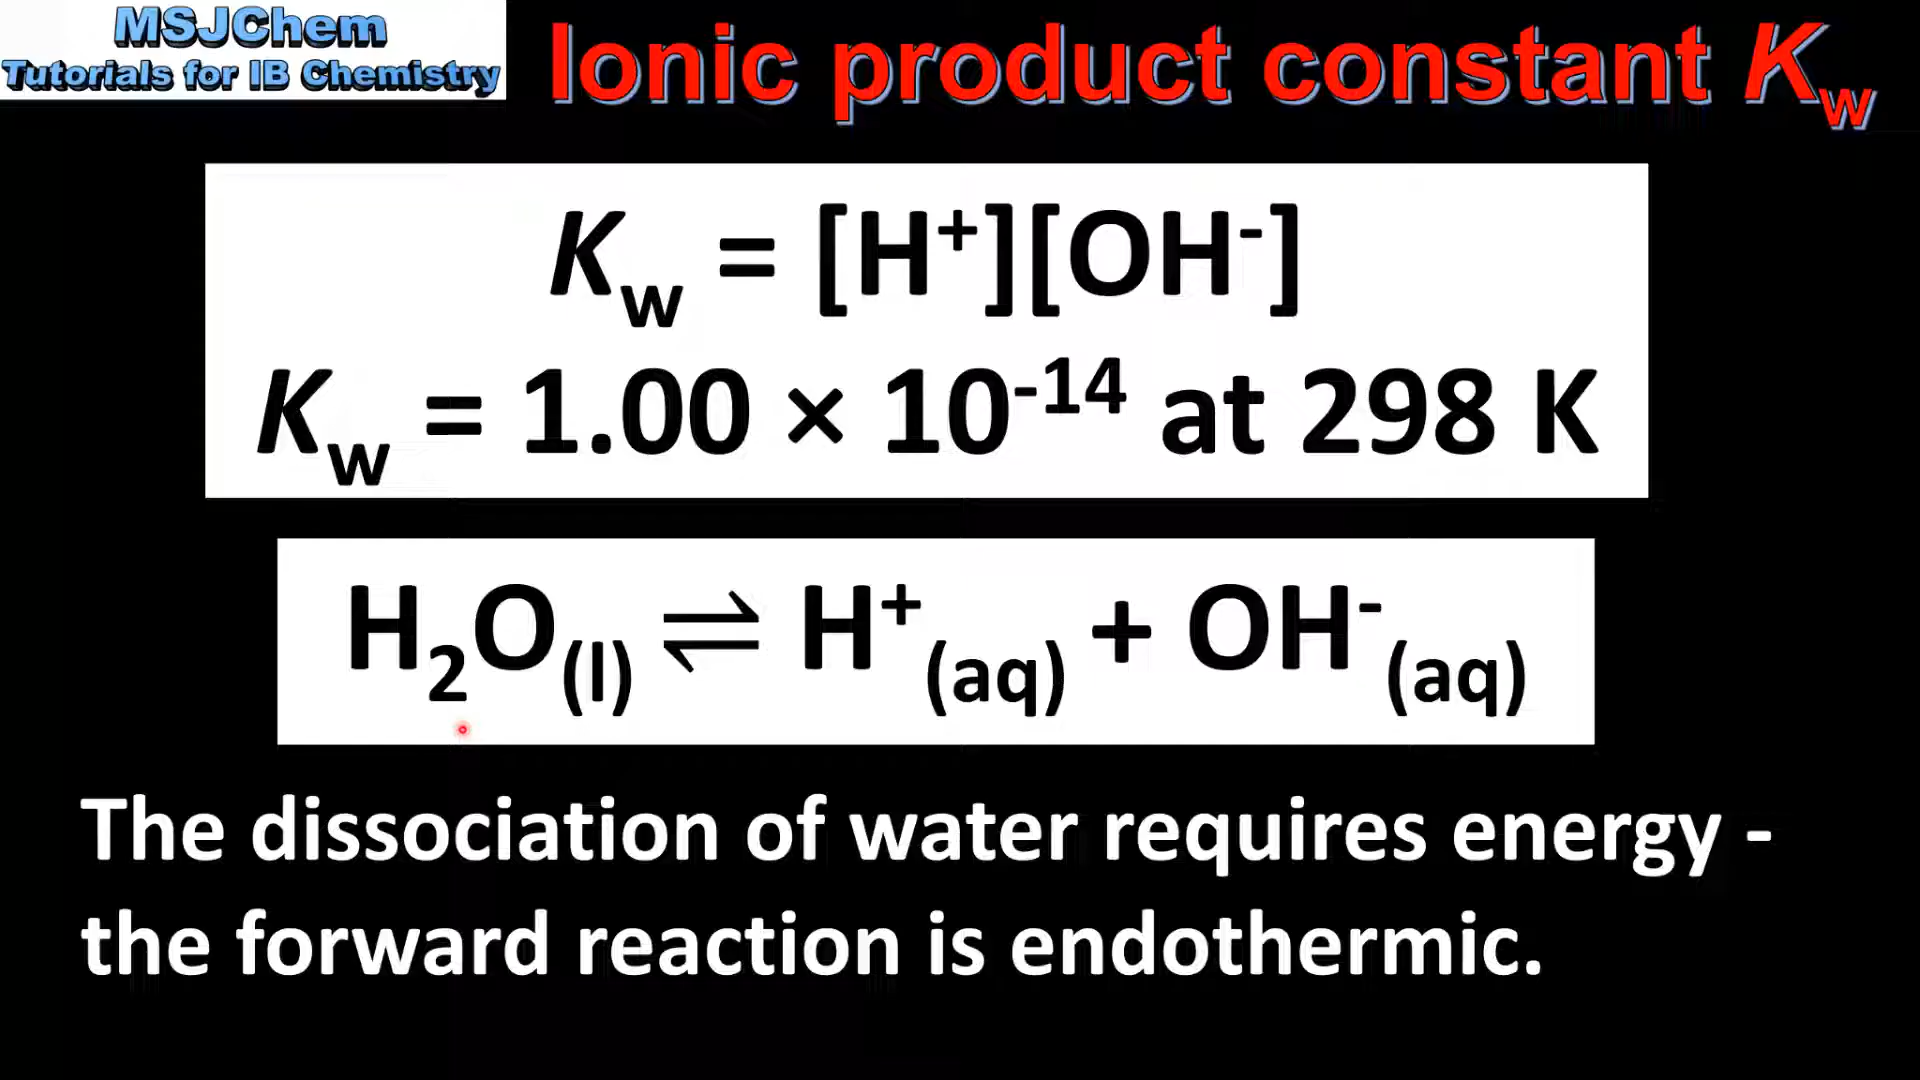 MSJChem
Tutorials for IB Chemistry
Ionic product constant Kw
Kw = [H⁺][OH⁻]
Kw = 1.00 × 10⁻¹⁴ at 298 K
H₂O(l) ⇌ H⁺(aq) + OH⁻(aq)
The dissociation of water requires energy -
the forward reaction is endothermic.